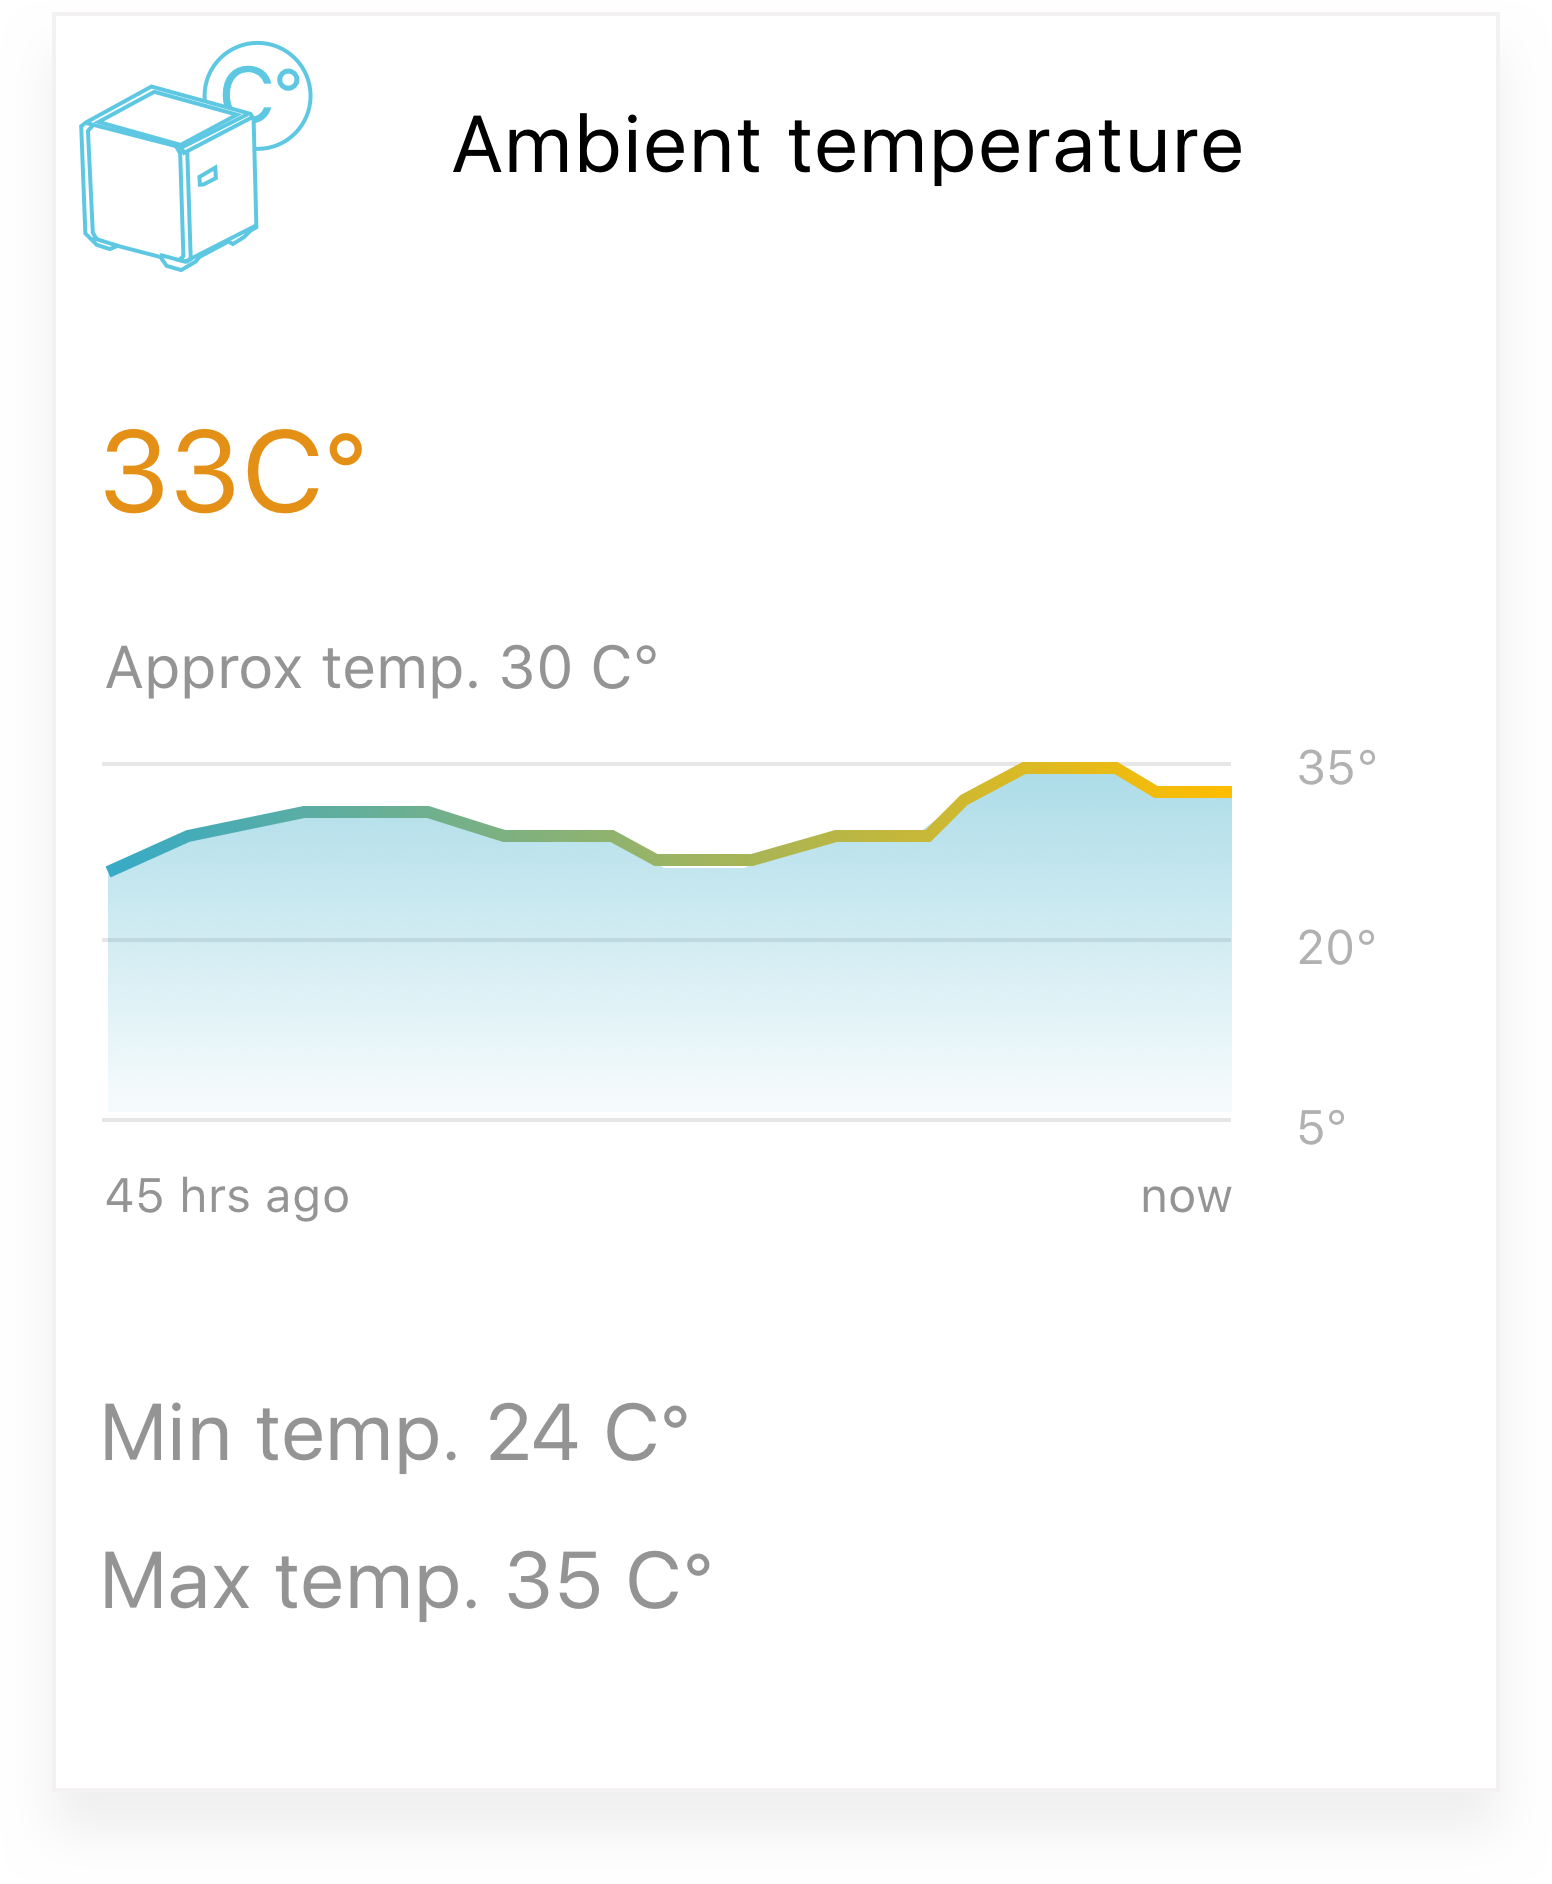 C°
Ambient temperature
33C°
Approx temp. 30 C°
35°
20°
5°
45 hrs ago now
Min temp. 24 C°
Max temp. 35 C°